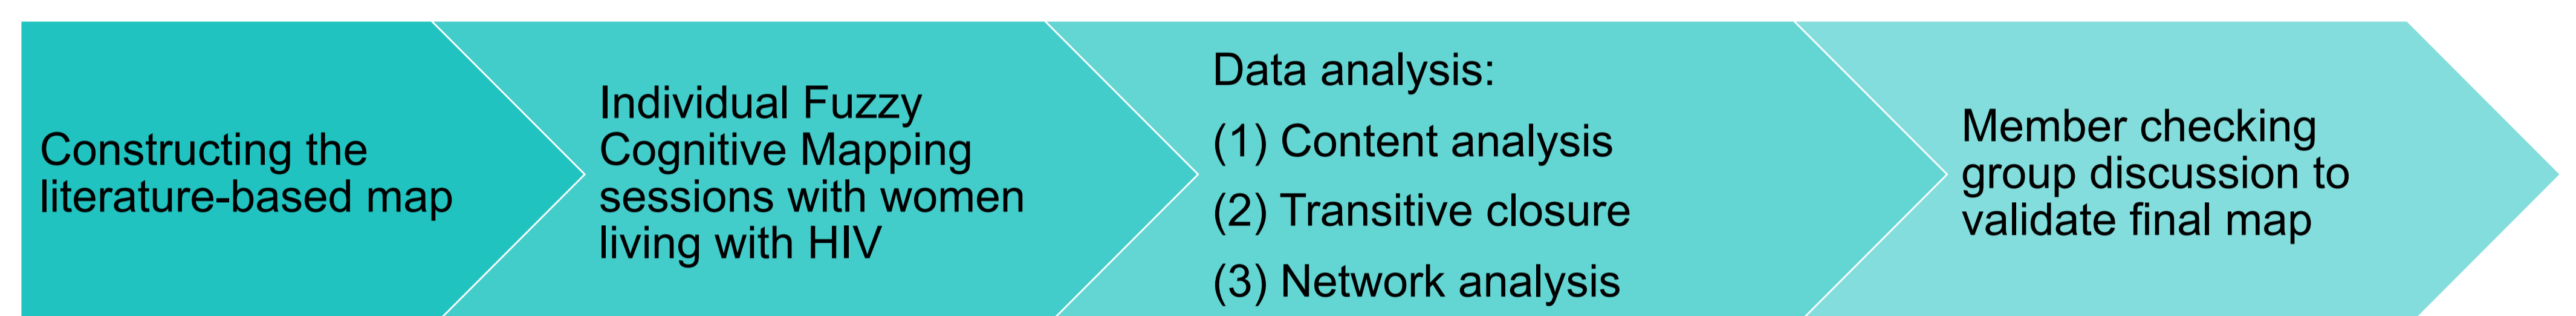 Constructing the
literature-based map
Individual Fuzzy
Cognitive Mapping
sessions with women
living with HIV
Data analysis:
(1) Content analysis
(2) Transitive closure
(3) Network analysis
Member checking
group discussion to
validate final map